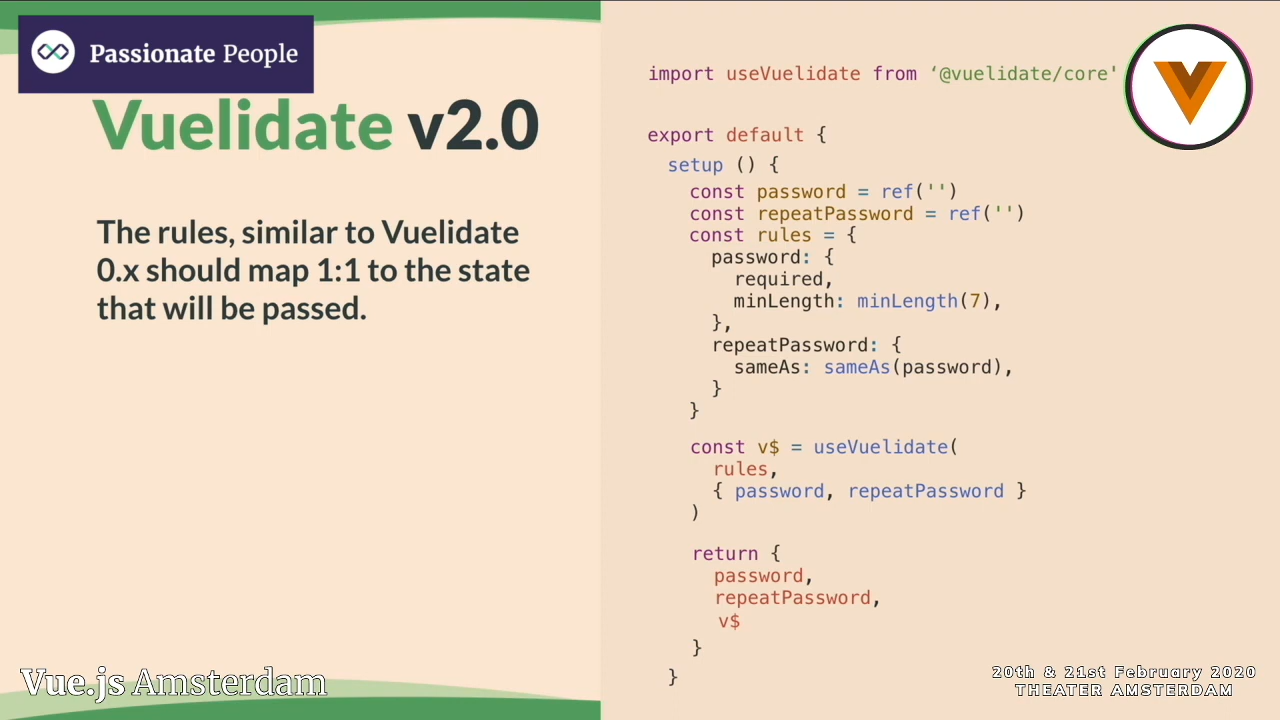 Passionate People
Vuelidate v2.0
The rules, similar to Vuelidate
0.x should map 1:1 to the state
that will be passed.
import useVuelidate from ‘@vuelidate/core'
export default {
setup () {
const password = ref('')
const repeatPassword = ref('')
const rules = {
password: {
required,
minLength: minLength(7),
},
repeatPassword: {
sameAs: sameAs(password),
}
}
const v$ = useVuelidate(
rules,
{ password, repeatPassword }
)
return {
password,
repeatPassword,
v$
}
}
Vue.js Amsterdam
20th & 21st February 2020
THEATER AMSTERDAM